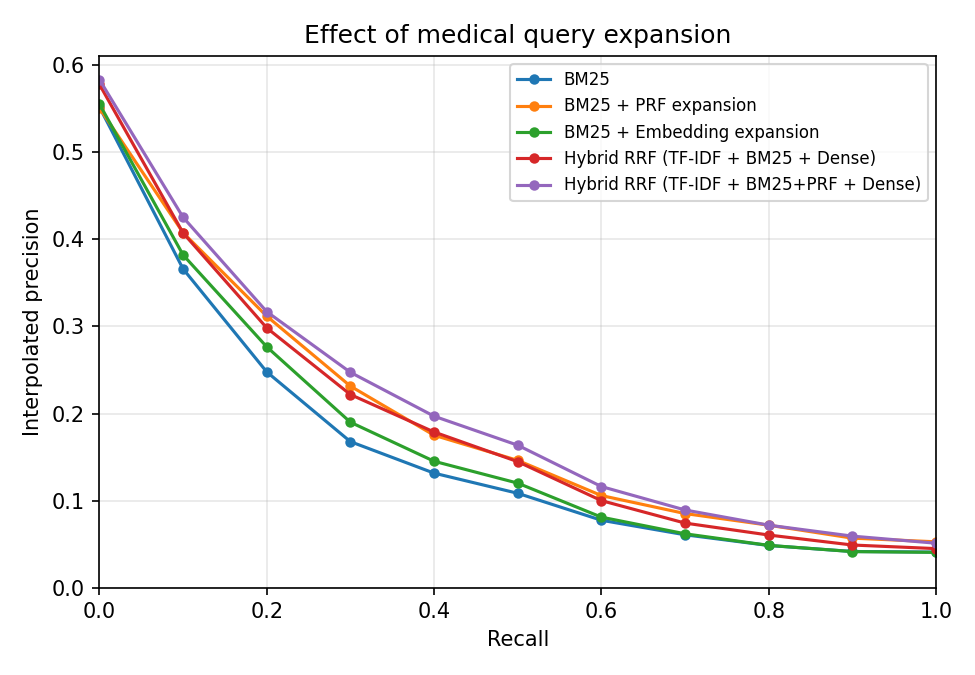 Effect of medical query expansion
Interpolated precision
0.6
0.5
0.4
0.3
0.2
0.1
0.0
BM25
BM25 + PRF expansion
BM25 + Embedding expansion
Hybrid RRF (TF-IDF + BM25 + Dense)
Hybrid RRF (TF-IDF + BM25+PRF + Dense)
0.0 0.2 0.4 0.6 0.8 1.0
Recall